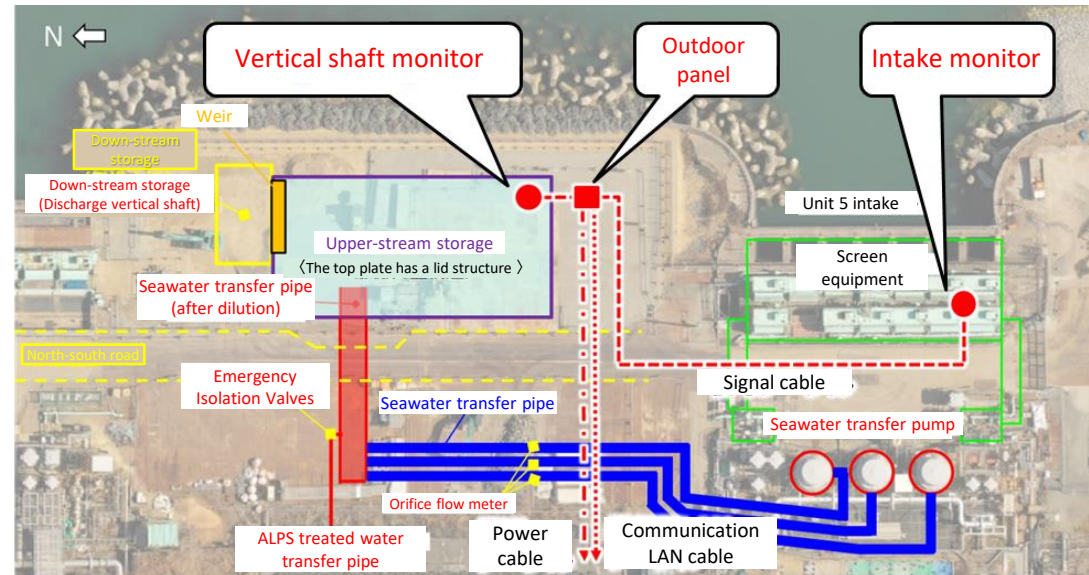 N
Vertical shaft monitor
Outdoor
panel
Intake monitor
Weir
Down-stream
storage
Down-stream storage
(Discharge vertical shaft)
Unit 5 intake
Upper-stream storage
〈The top plate has a lid structure 〉
Screen
equipment
Seawater transfer pipe
(after dilution)
North-south road
Emergency
Isolation Valves
Seawater transfer pipe
Signal cable
Seawater transfer pump
Orifice flow meter
ALPS treated water
transfer pipe
Power
cable
Communication
LAN cable